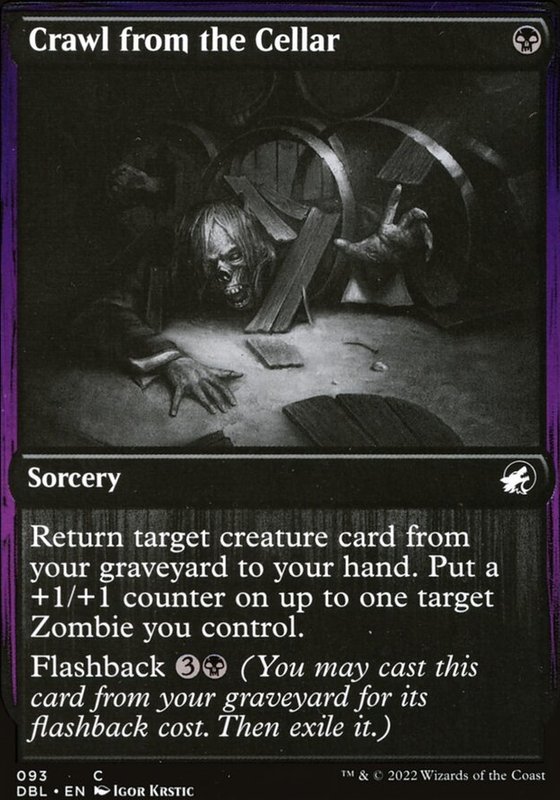 Crawl from the Cellar
Sorcery
Return target creature card from
your graveyard to your hand. Put a
+1/+1 counter on up to one target
Zombie you control.
Flashback 3 (You may cast this
card from your graveyard for its
flashback cost. Then exile it.)
093 C
DBL • EN Igor Krstic
™ & © 2022 Wizards of the Coast